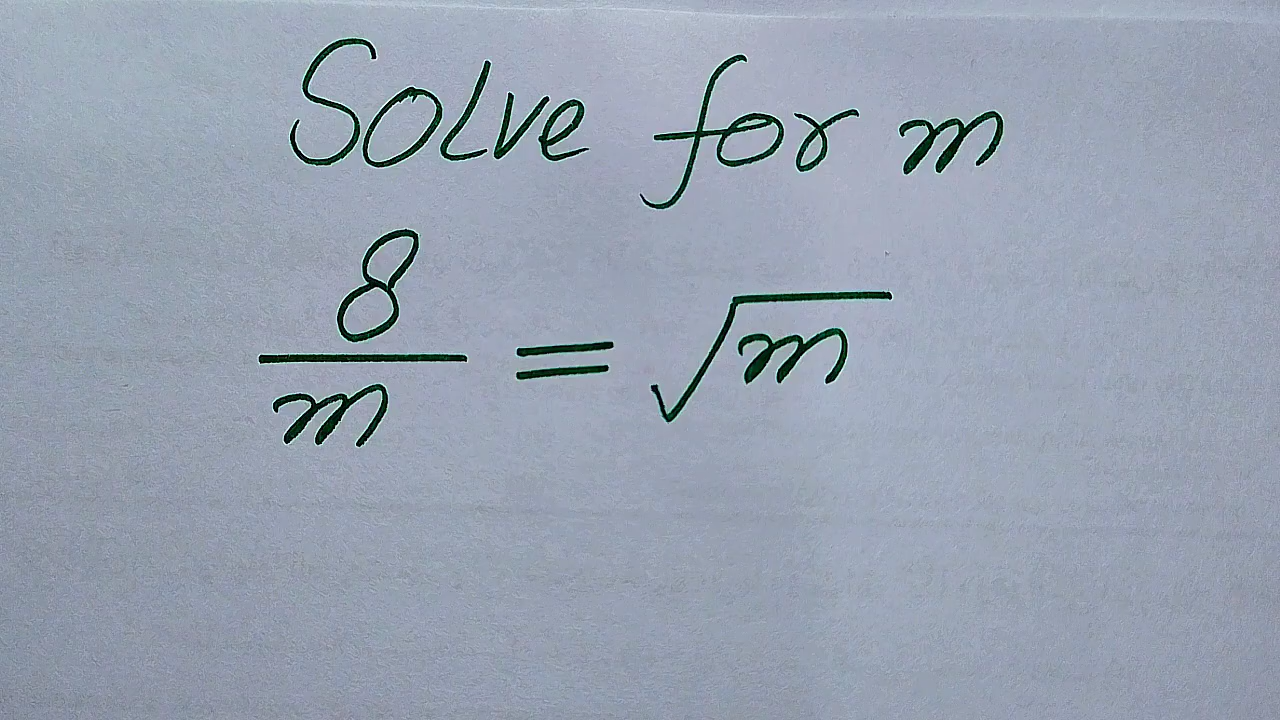 Solve for m
8/m = √m